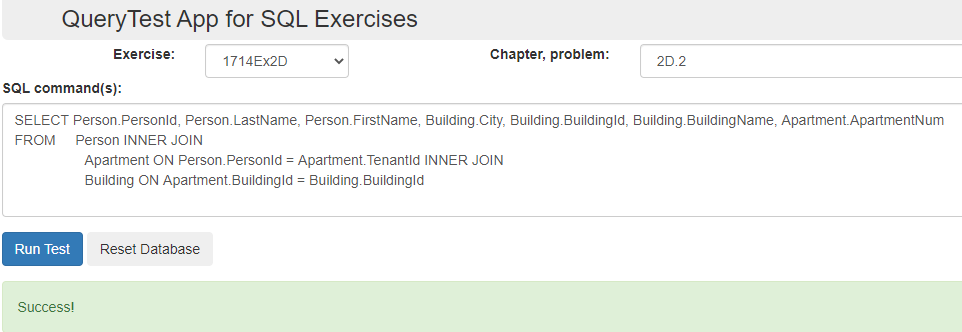 QueryTest App for SQL Exercises
Exercise: 1714Ex2D Chapter, problem: 2D.2
SQL command(s):
SELECT Person.PersonId, Person.LastName, Person.FirstName, Building.City, Building.BuildingId, Building.BuildingName, Apartment.ApartmentNum
FROM Person INNER JOIN
Apartment ON Person.PersonId = Apartment.TenantId INNER JOIN
Building ON Apartment.BuildingId = Building.BuildingId
Run Test Reset Database
Success!